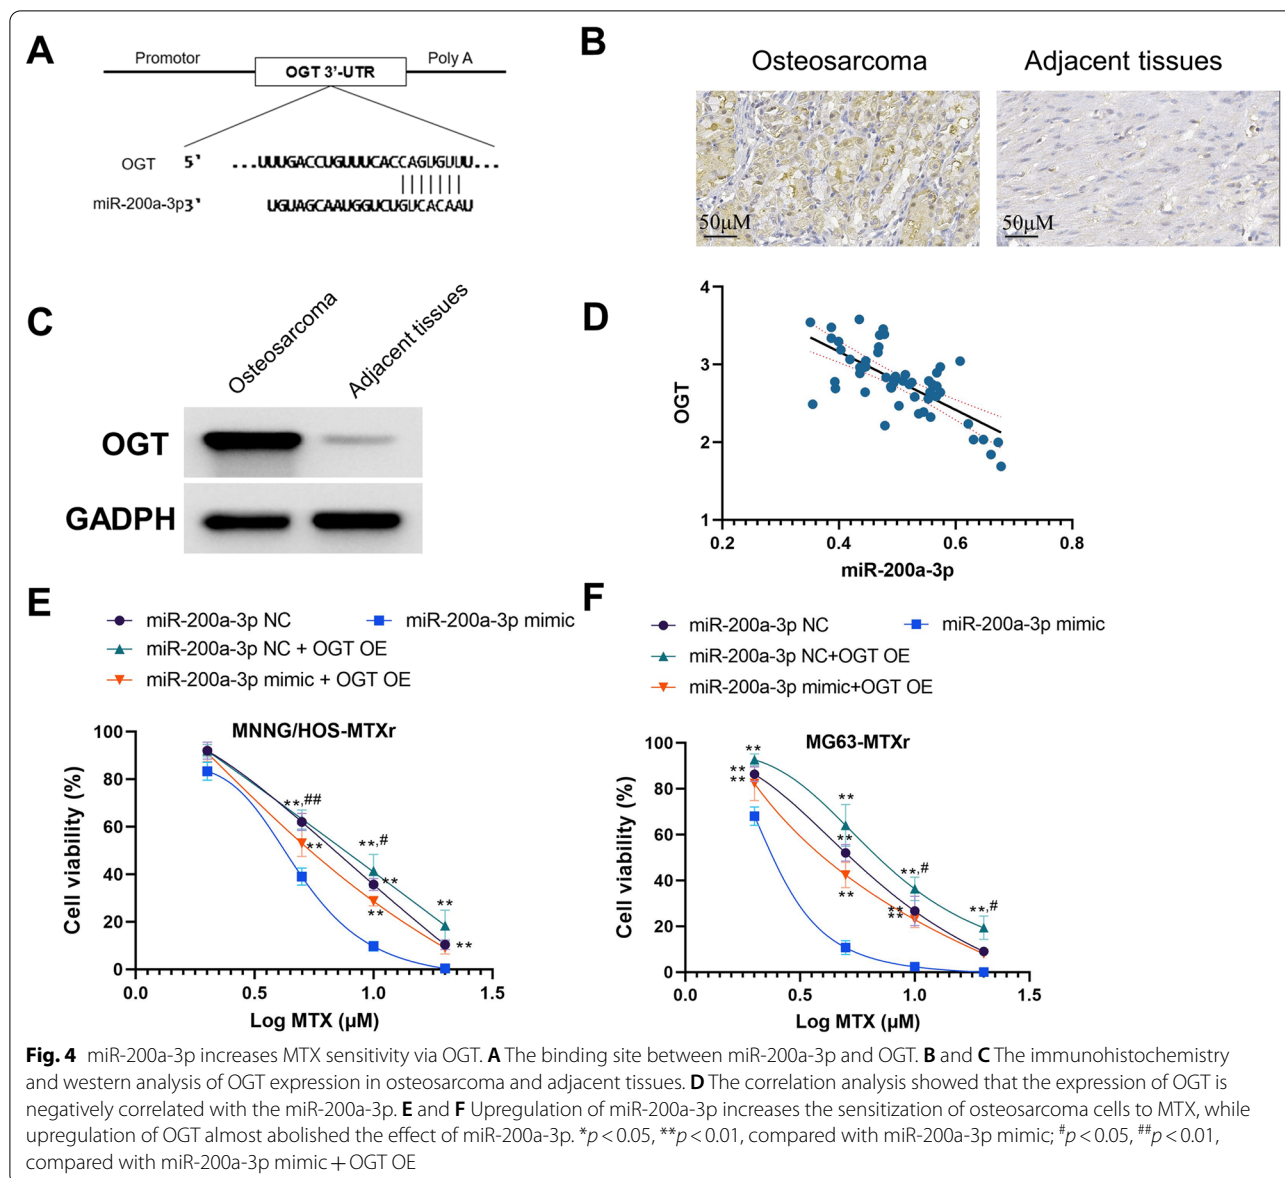 A
Promotor
OGT 3'-UTR
Poly A
OGT 5' ...UUUGACCUGUUUCACCAGUGUUU...
miR-200a-3p 3' UGUAGCAAUGGUCUGUCACAAU
B
Osteosarcoma
Adjacent tissues
50μM
50μM
C
Osteosarcoma
Adjacent tissues
OGT
GADPH
D
4
3
2
1
OGT
0.2 0.4 0.6 0.8
miR-200a-3p
E
miR-200a-3p NC
miR-200a-3p mimic
miR-200a-3p NC + OGT OE
miR-200a-3p mimic + OGT OE
MNNG/HOS-MTXr
100
80
60
40
20
0
Cell viability (%)
**,##
**
**,#
**
**
**
**
0.0 0.5 1.0 1.5
Log MTX (μM)
F
miR-200a-3p NC
miR-200a-3p mimic
miR-200a-3p NC+OGT OE
miR-200a-3p mimic+OGT OE
MG63-MTXr
100
80
60
40
20
0
Cell viability (%)
**
**
**
**
**
**
**,#
**
**
**,#
0.0 0.5 1.0 1.5
Log MTX (μM)
Fig. 4 miR-200a-3p increases MTX sensitivity via OGT. A The binding site between miR-200a-3p and OGT. B and C The immunohistochemistry
and western analysis of OGT expression in osteosarcoma and adjacent tissues. D The correlation analysis showed that the expression of OGT is
negatively correlated with the miR-200a-3p. E and F Upregulation of miR-200a-3p increases the sensitization of osteosarcoma cells to MTX, while
upregulation of OGT almost abolished the effect of miR-200a-3p. *p < 0.05, **p < 0.01, compared with miR-200a-3p mimic; #p < 0.05, ##p < 0.01,
compared with miR-200a-3p mimic + OGT OE